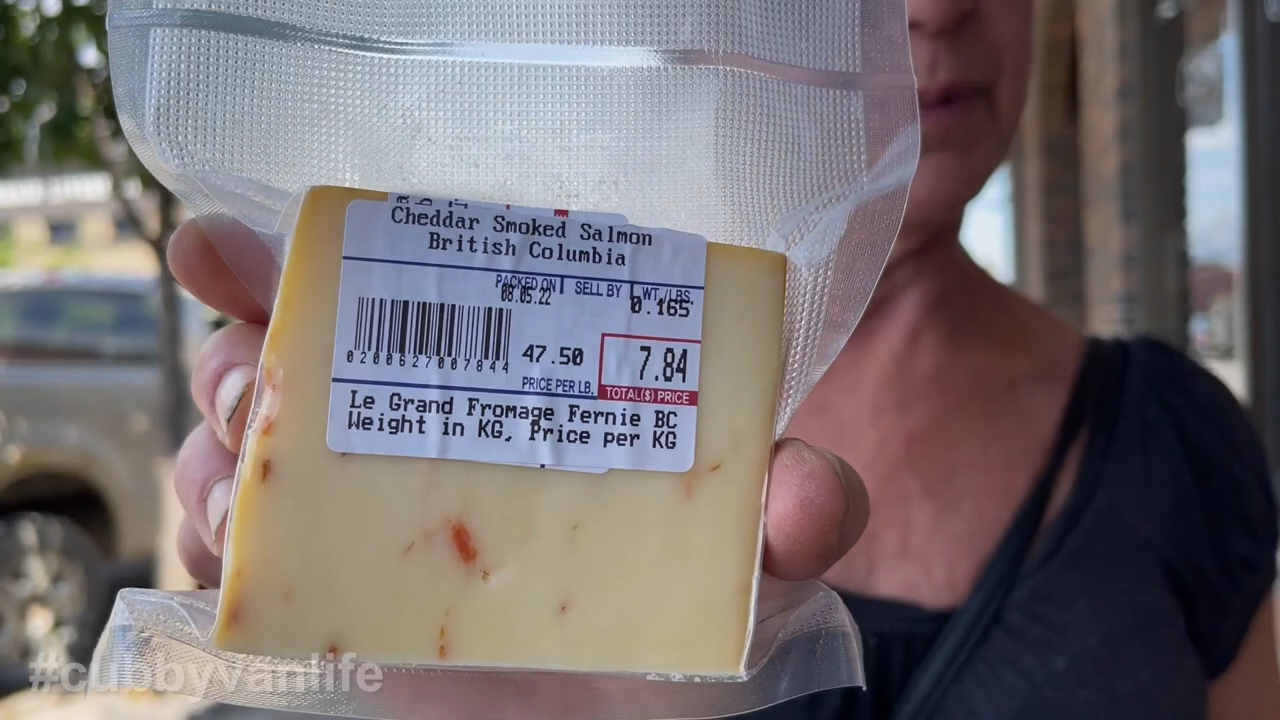 Cheddar Smoked Salmon
British Columbia
PACKED ON SELL BY WT./LBS.
08.05.22 0.165
0200627007844
47.50 7.84
PRICE PER LB. TOTAL($) PRICE
Le Grand Fromage Fernie BC
Weight in KG, Price per KG
#cubbyvanlife